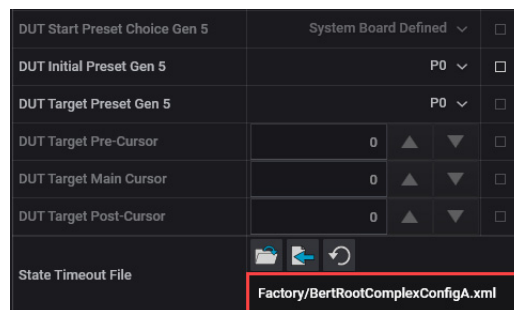 DUT Start Preset Choice Gen 5 System Board Defined
DUT Initial Preset Gen 5 P0
DUT Target Preset Gen 5 P0
DUT Target Pre-Cursor 0
DUT Target Main Cursor 0
DUT Target Post-Cursor 0
State Timeout File
Factory/BertRootComplexConfigA.xml